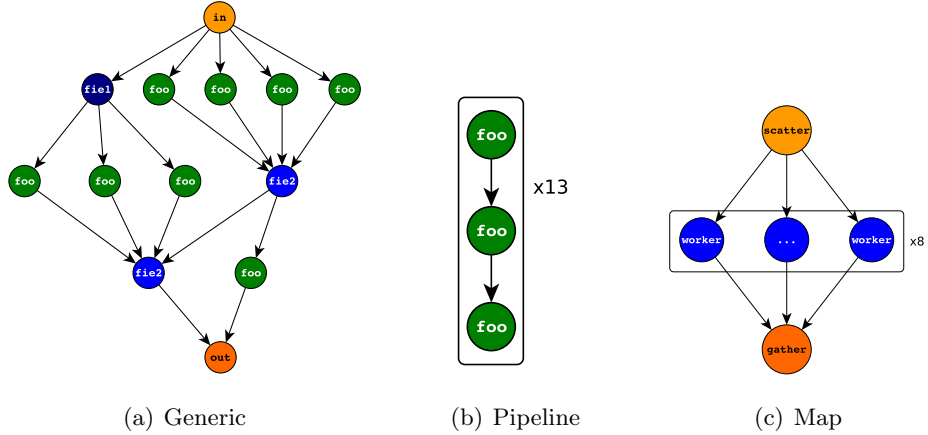 in
fie1 foo foo foo foo
foo foo foo fie2
fie2 foo
out
(a) Generic
foo
x13
foo
foo
(b) Pipeline
scatter
worker ... worker x8
gather
(c) Map